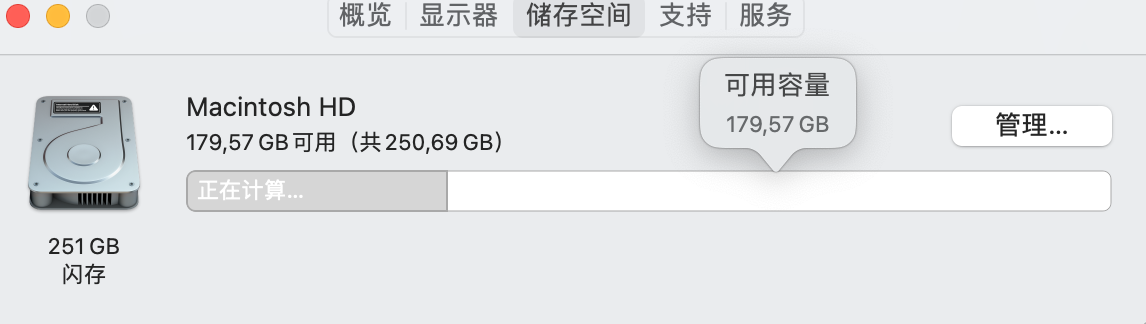 概览 显示器 储存空间 支持 服务
可用容量
179,57 GB
Macintosh HD
179,57 GB 可用（共 250,69 GB）
管理...
正在计算...
251 GB
闪存